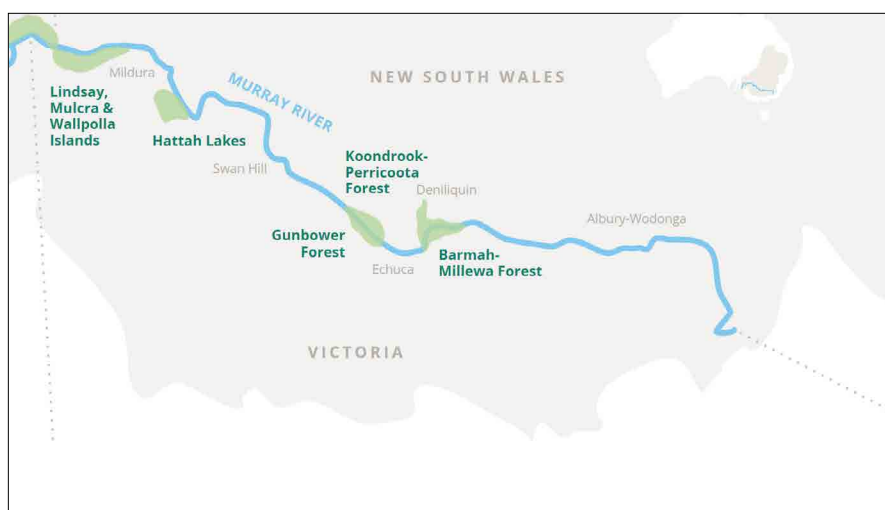 NEW SOUTH WALES
MURRAY RIVER
Mildura
Lindsay,
Mulcra &
Wallpolla
Islands
Hattah Lakes
Swan Hill
Koondrook-
Perricoota
Forest
Deniliquin
Albury-Wodonga
Gunbower
Forest
Echuca
Barmah-
Millewa Forest
VICTORIA